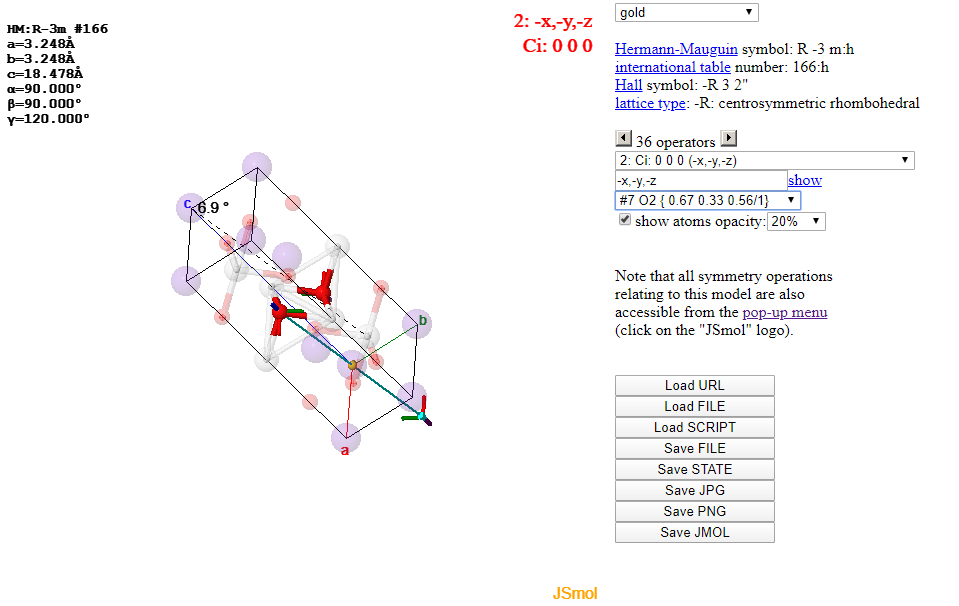 HM:R-3m #166
a=3.248Å
b=3.248Å
c=18.478Å
α=90.000°
β=90.000°
γ=120.000°
2: -x,-y,-z
Ci: 0 0 0
c 6.9 °
b
a
gold
Hermann-Mauguin symbol: R -3 m:h
international table number: 166:h
Hall symbol: -R 3 2"
lattice type: -R: centrosymmetric rhombohedral
36 operators
2: Ci: 0 0 0 (-x,-y,-z)
-x,-y,-z show
#7 O2 { 0.67 0.33 0.56/1}
show atoms opacity: 20%
Note that all symmetry operations
relating to this model are also
accessible from the pop-up menu
(click on the "JSmol" logo).
Load URL
Load FILE
Load SCRIPT
Save FILE
Save STATE
Save JPG
Save PNG
Save JMOL
JSmol